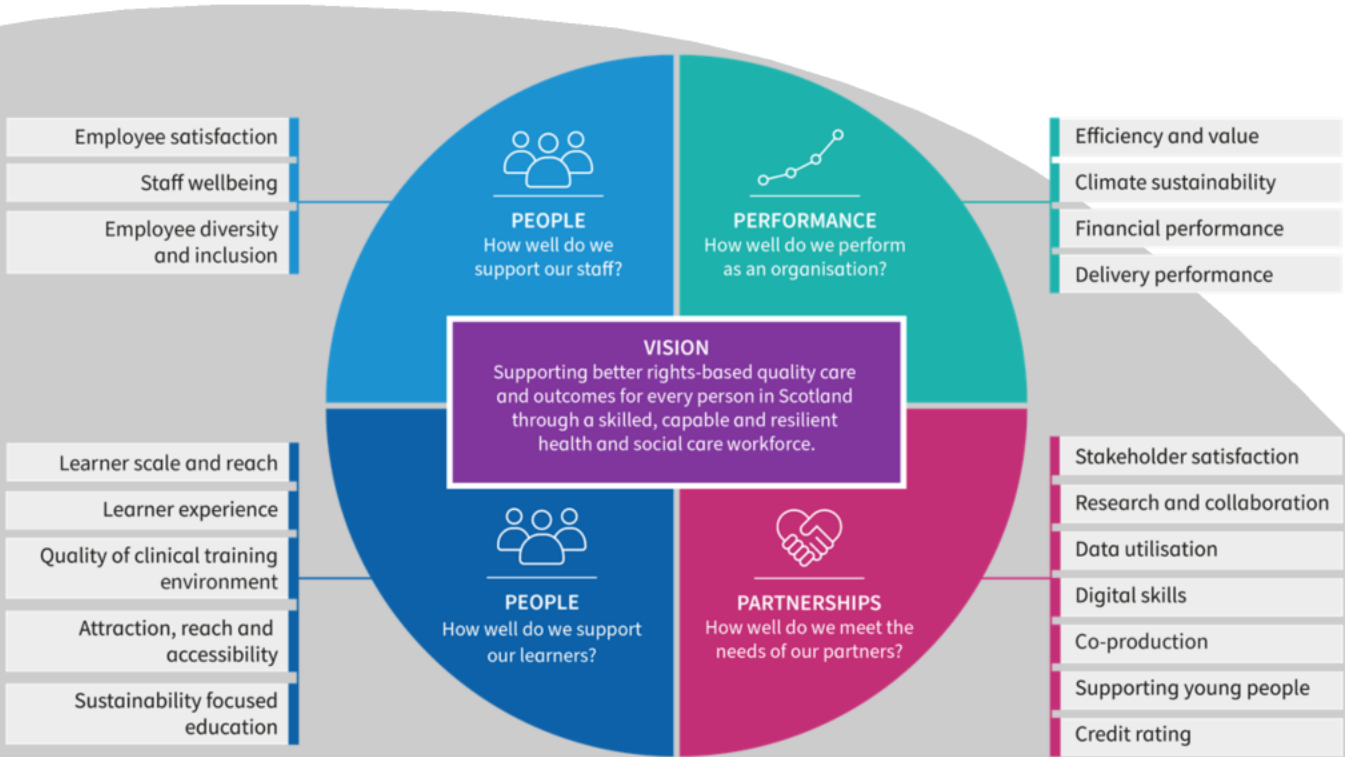 Employee satisfaction
Staff wellbeing
Employee diversity
and inclusion
PEOPLE
How well do we
support our staff?
PERFORMANCE
How well do we perform
as an organisation?
Efficiency and value
Climate sustainability
Financial performance
Delivery performance
VISION
Supporting better rights-based quality care
and outcomes for every person in Scotland
through a skilled, capable and resilient
health and social care workforce.
Learner scale and reach
Learner experience
Quality of clinical training
environment
Attraction, reach and
accessibility
Sustainability focused
education
PEOPLE
How well do we support
our learners?
PARTNERSHIPS
How well do we meet the
needs of our partners?
Stakeholder satisfaction
Research and collaboration
Data utilisation
Digital skills
Co-production
Supporting young people
Credit rating